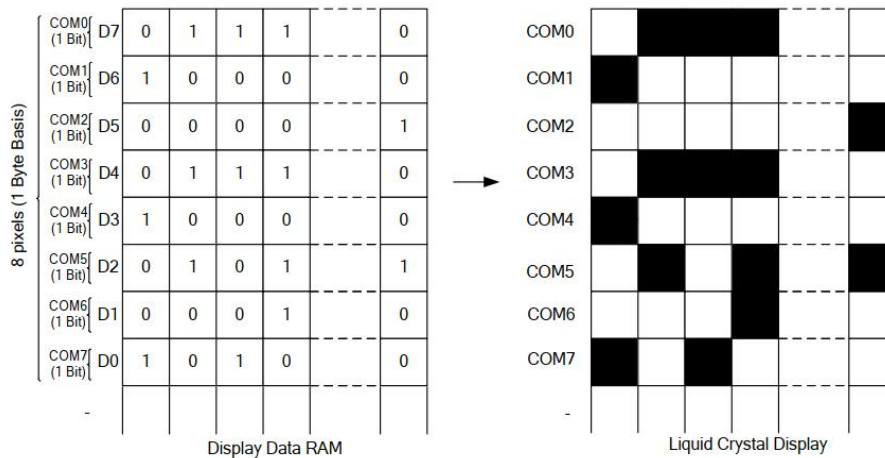 COM0 (1 Bit) D7 0 1 1 1 0
COM1 (1 Bit) D6 1 0 0 0 0
COM2 (1 Bit) D5 0 0 0 0 1
COM3 (1 Bit) D4 0 1 1 1 0
COM4 (1 Bit) D3 1 0 0 0 0
COM5 (1 Bit) D2 0 1 0 1 1
COM6 (1 Bit) D1 0 0 0 1 0
COM7 (1 Bit) D0 1 0 1 0 0
-
8 pixels (1 Byte Basis)
Display Data RAM
COM0
COM1
COM2
COM3
COM4
COM5
COM6
COM7
-
Liquid Crystal Display